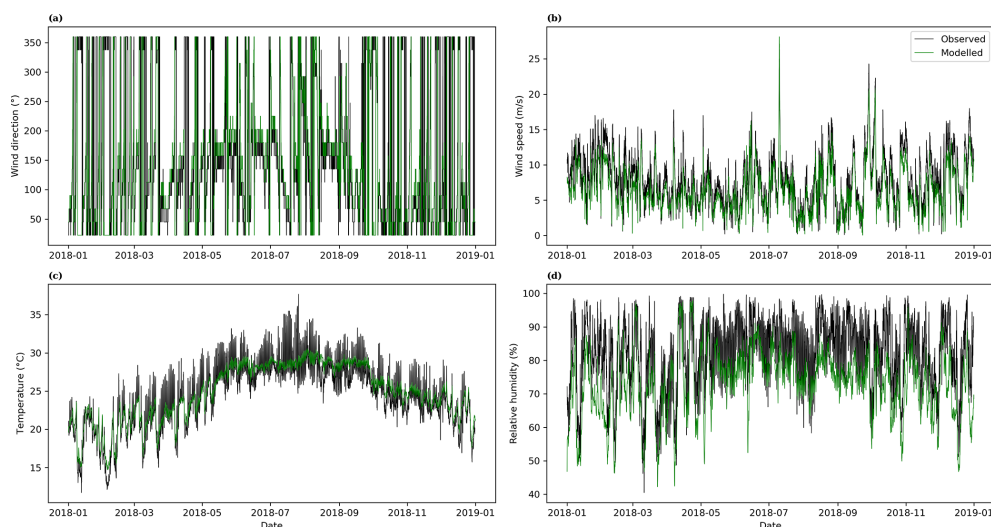 (a)
Wind direction (°)
350
300
250
200
150
100
50
2018-01 2018-03 2018-05 2018-07 2018-09 2018-11 2019-01
(b)
Wind speed (m/s)
25
20
15
10
5
0
Observed
Modelled
2018-01 2018-03 2018-05 2018-07 2018-09 2018-11 2019-01
(c)
Temperature (°C)
35
30
25
20
15
2018-01 2018-03 2018-05 2018-07 2018-09 2018-11 2019-01
Date
(d)
Relative humidity (%)
100
90
80
70
60
50
40
2018-01 2018-03 2018-05 2018-07 2018-09 2018-11 2019-01
Date